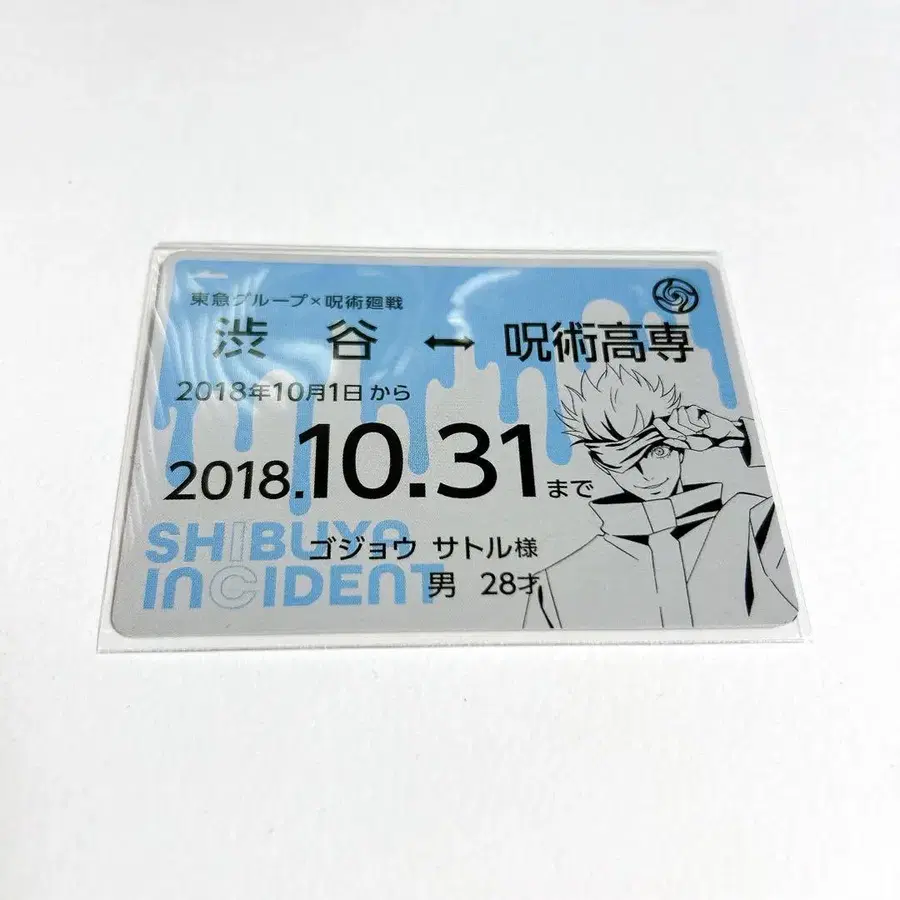 東急グループ×呪術廻戦
渋谷 ↔ 呪術高専
2018年10月1日から
2018.10.31まで
SHIBUYA
INCIDENT
ゴジョウ サトル様
男 28才